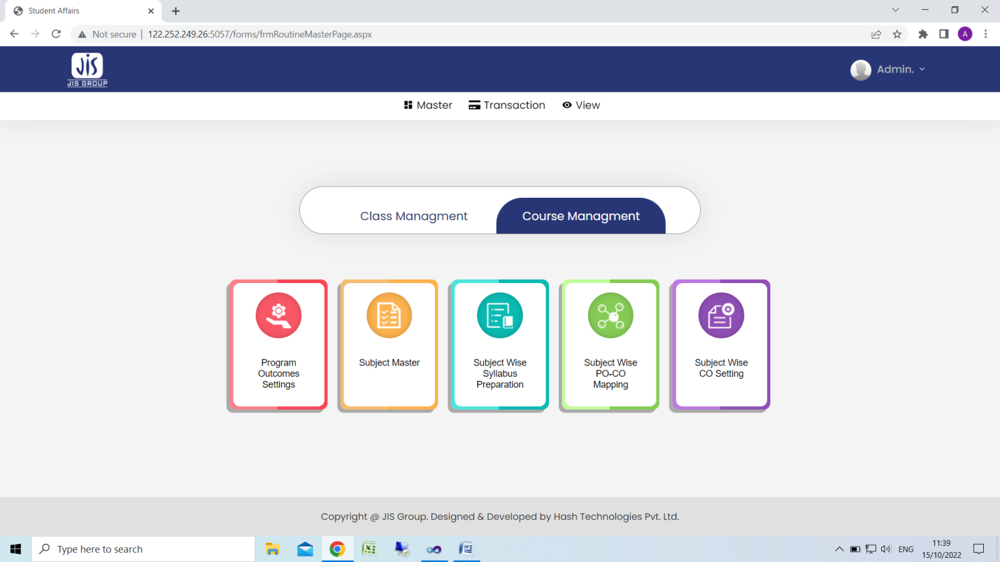 Student Affairs
Not secure | 122.252.249.26:5057/forms/frmRoutineMasterPage.aspx
A
JIS
JIS GROUP
Admin.
Master Transaction View
Class Managment Course Managment
Program
Outcomes
Settings
Subject Master
Subject Wise
Syllabus
Preparation
Subject Wise
PO-CO
Mapping
Subject Wise
CO Setting
Copyright @ JIS Group. Designed & Developed by Hash Technologies Pvt. Ltd.
Type here to search
ENG
11:39
15/10/2022